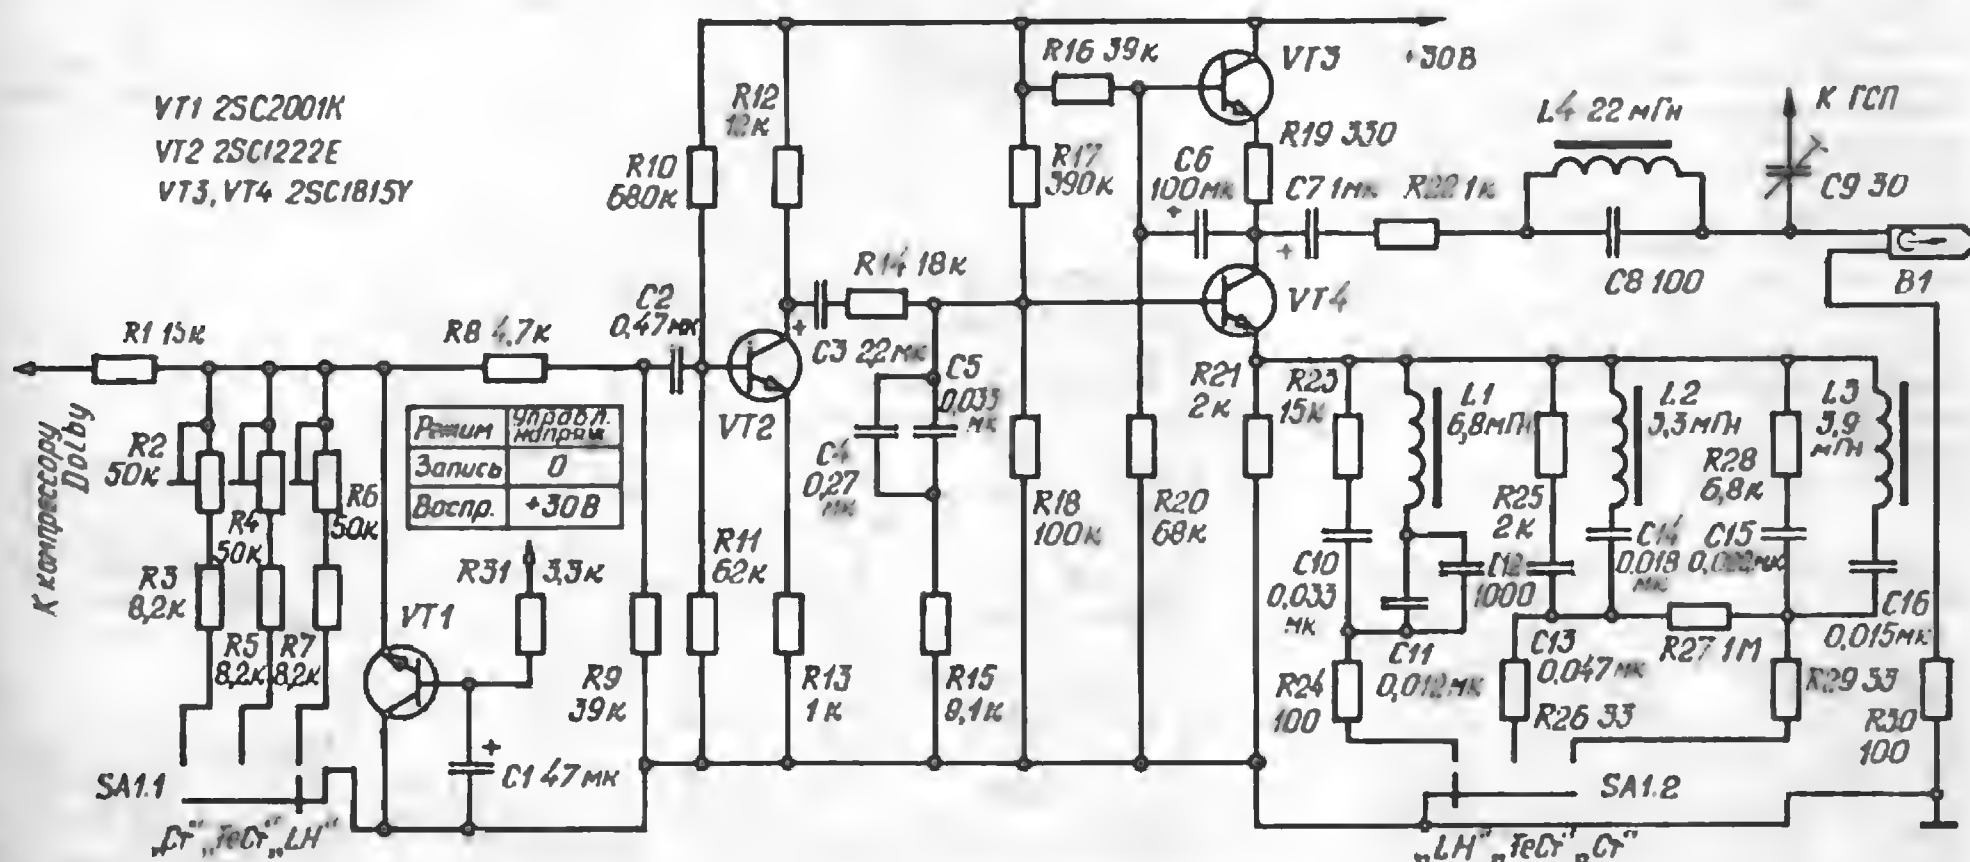 VT1 2SC2001K
VT2 2SC1222E
VT3, VT4 2SC1815Y
R12
12к
R10
680к
R16 39к
VT3
+30В
R17
390к
R19 330
C6
100мк
C7 1мк
R22 1к
L4 22мГн
К ГСП
C9 30
C8 100
B1
R14 18к
C2
0,47мк
VT4
R1 15к
R8 4,7к
C3 2,2мк
C5
0,033
мк
VT2
R21
2к
R23
15к
L1
6,8мГн
L2
3,3мГн
L3
3,9
мГн
К компрессору
Dolby
R2
50к
Режим
Управл.
напряж
Запись
0
Воспр.
+30В
R6
50к
R4
50к
C4
0,27
мк
R18
100к
R20
68к
R25
2к
R28
6,8к
R3
8,2к
VT1
R31
3,3к
R11
62к
C10
0,033
мк
C12
1000
C14
0,018
мк
C15
C16
0,015мк
R5
8,2к
R7
8,2к
R9
39к
R13
1к
R15
9,1к
R24
100
C11
0,012мк
C13
0,047мк
R26 33
R27 1М
R29 33
R30
100
SA1.1
C1 47мк
SA1.2
„Cr“ „FeCr“ „LH“
„LH“ „FeCr“ „Cr“